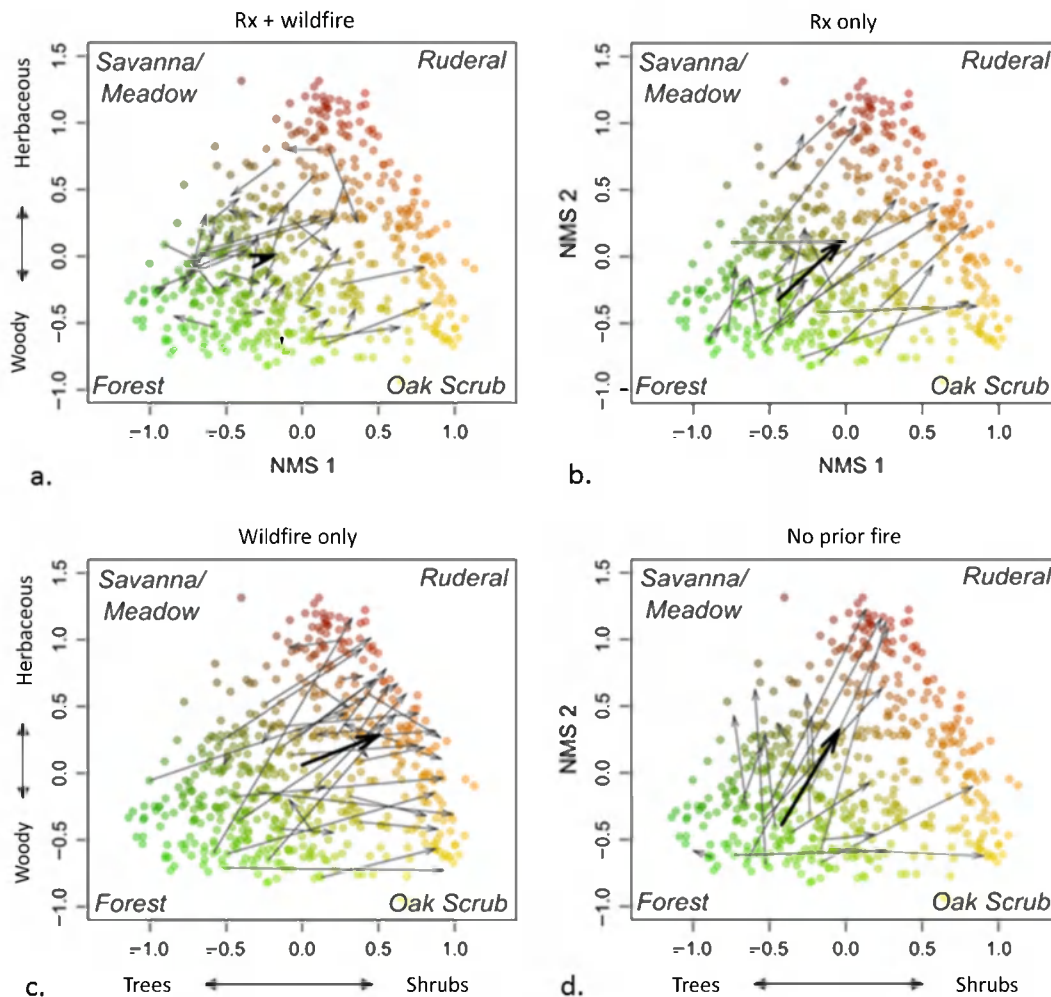 Rx + wildfire
Rx only
Savanna/
Meadow
Ruderal
Savanna/
Meadow
Ruderal
Herbaceous
Woody
1.5
1.0
0.5
0.0
−0.5
−1.0
NMS 2
1.5
1.0
0.5
0.0
−0.5
−1.0
Forest
Oak Scrub
Forest
Oak Scrub
−1.0 −0.5 0.0 0.5 1.0
−1.0 −0.5 0.0 0.5 1.0
NMS 1
NMS 1
a.
b.
Wildfire only
No prior fire
Savanna/
Meadow
Ruderal
Savanna/
Meadow
Ruderal
Herbaceous
Woody
1.5
1.0
0.5
0.0
−0.5
−1.0
NMS 2
1.5
1.0
0.5
0.0
−0.5
−1.0
Forest
Oak Scrub
Forest
Oak Scrub
−1.0 −0.5 0.0 0.5 1.0
−1.0 −0.5 0.0 0.5 1.0
c.
Trees
Shrubs
d.
Trees
Shrubs